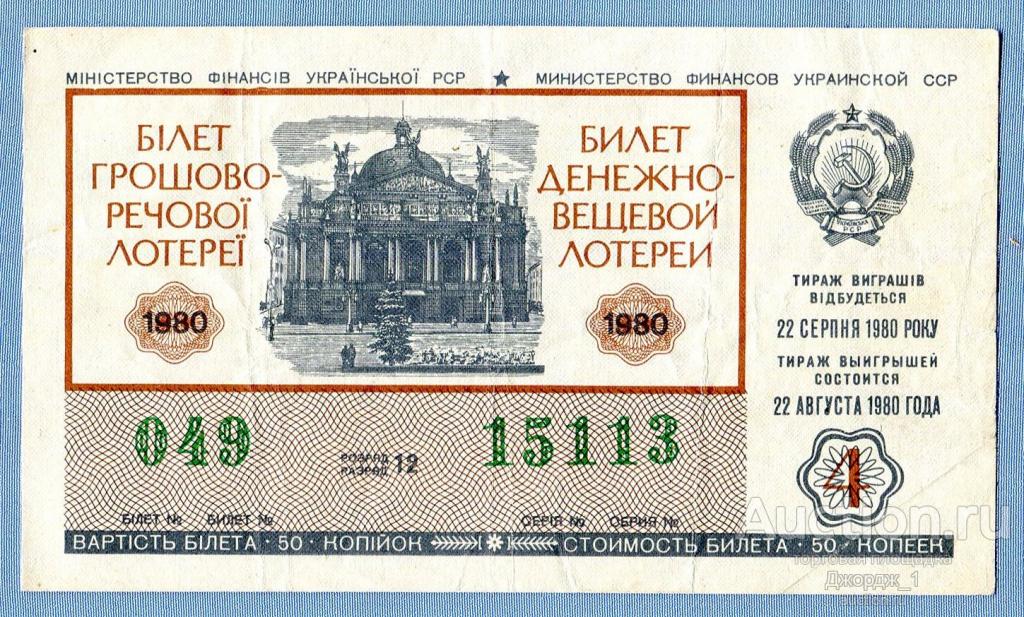 МІНІСТЕРСТВО ФІНАНСІВ УКРАЇНСЬКОЇ РСР ★ МИНИСТЕРСТВО ФИНАНСОВ УКРАИНСКОЙ ССР
БІЛЕТ
ГРОШОВО-
РЕЧОВОЇ
ЛОТЕРЕЇ
1980
БИЛЕТ
ДЕНЕЖНО-
ВЕЩЕВОЙ
ЛОТЕРЕИ
1980
ТИРАЖ ВИГРАШІВ
ВІДБУДЕТЬСЯ
22 СЕРПНЯ 1980 РОКУ
ТИРАЖ ВЫИГРЫШЕЙ
СОСТОИТСЯ
22 АВГУСТА 1980 ГОДА
4
049 15113
РОЗРЯД
РАЗРЯД 12
БІЛЕТ № БИЛЕТ № СЕРІЯ № СЕРИЯ №
ВАРТІСТЬ БІЛЕТА · 50 · КОПІЙОК СТОИМОСТЬ БИЛЕТА · 50 · КОПЕЕК
Auction.ru
торговая площадка
Джордж_1
auction.ru